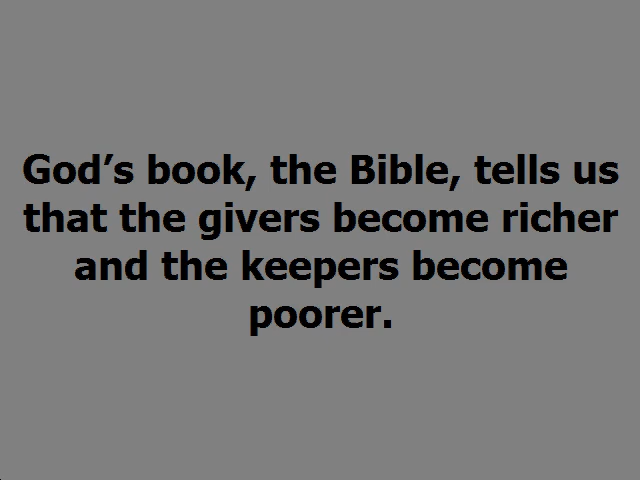 God’s book, the Bible, tells us
that the givers become richer
and the keepers become
poorer.